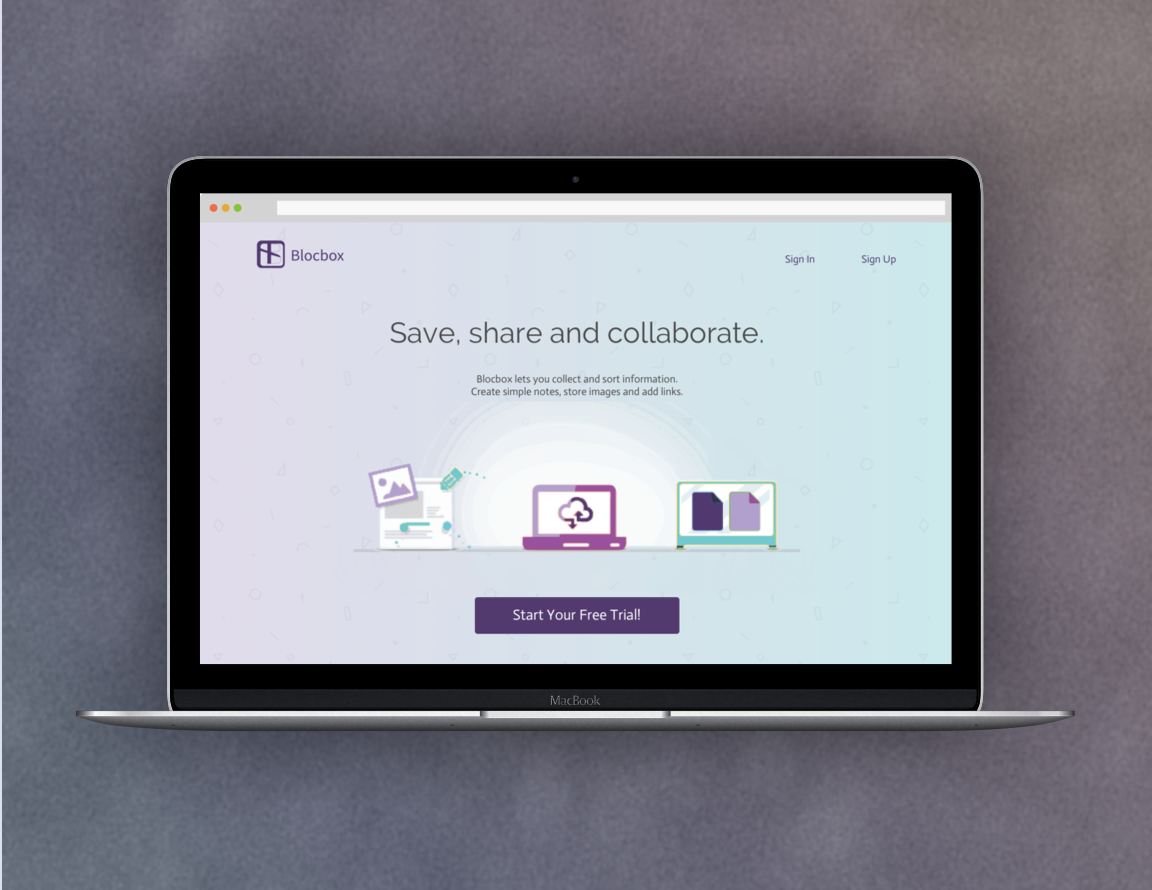 Blocbox
Sign In
Sign Up
Save, share and collaborate.
Blocbox lets you collect and sort information.
Create simple notes, store images and add links.
Start Your Free Trial!
MacBook